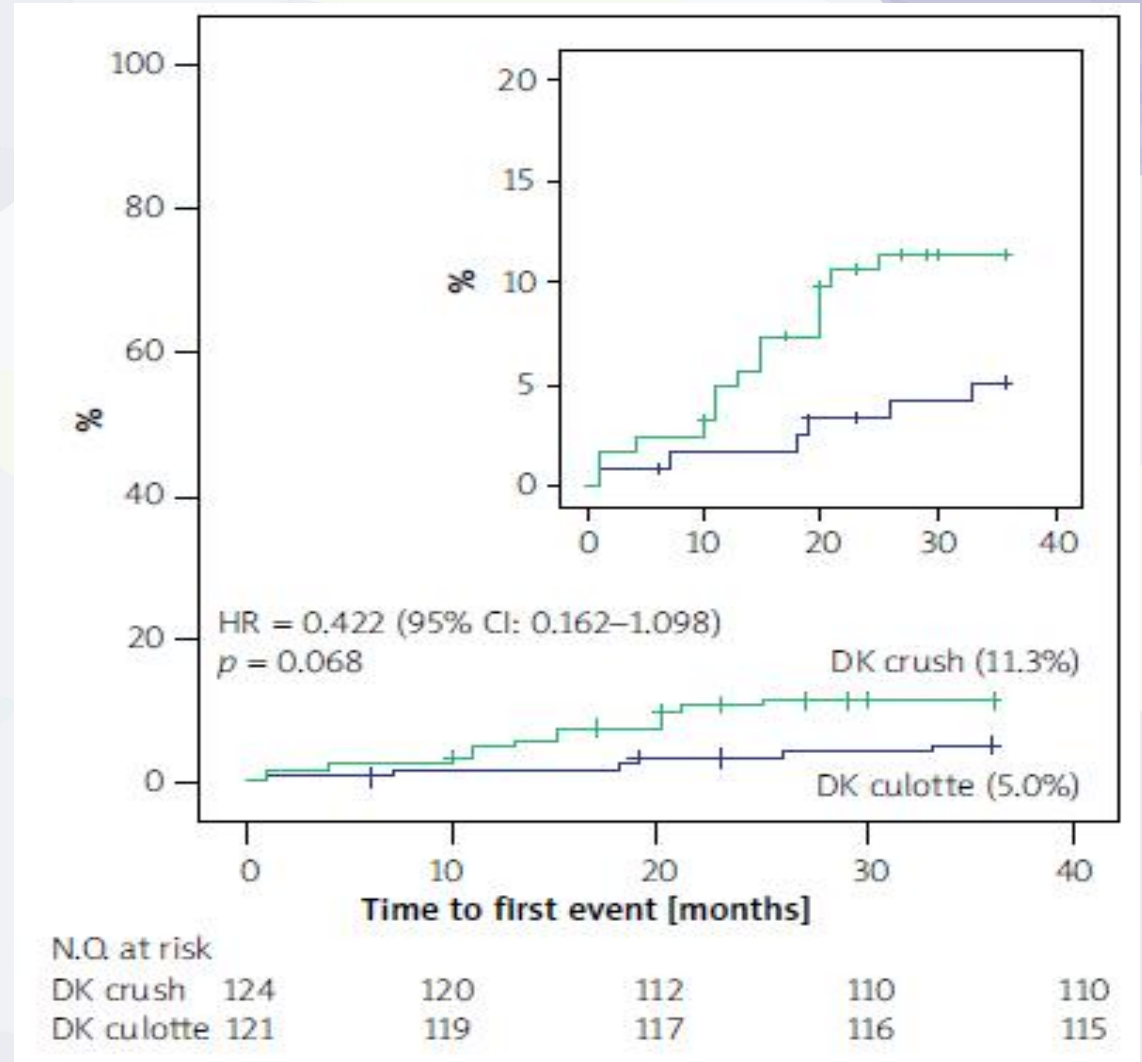 100
80
60
40
20
0
%
20
15
10
5
0
%
0 10 20 30 40
HR = 0.422 (95% CI: 0.162–1.098)
p = 0.068
DK crush (11.3%)
DK culotte (5.0%)
0 10 20 30 40
Time to first event [months]
N.O. at risk
DK crush 124 120 112 110 110
DK culotte 121 119 117 116 115